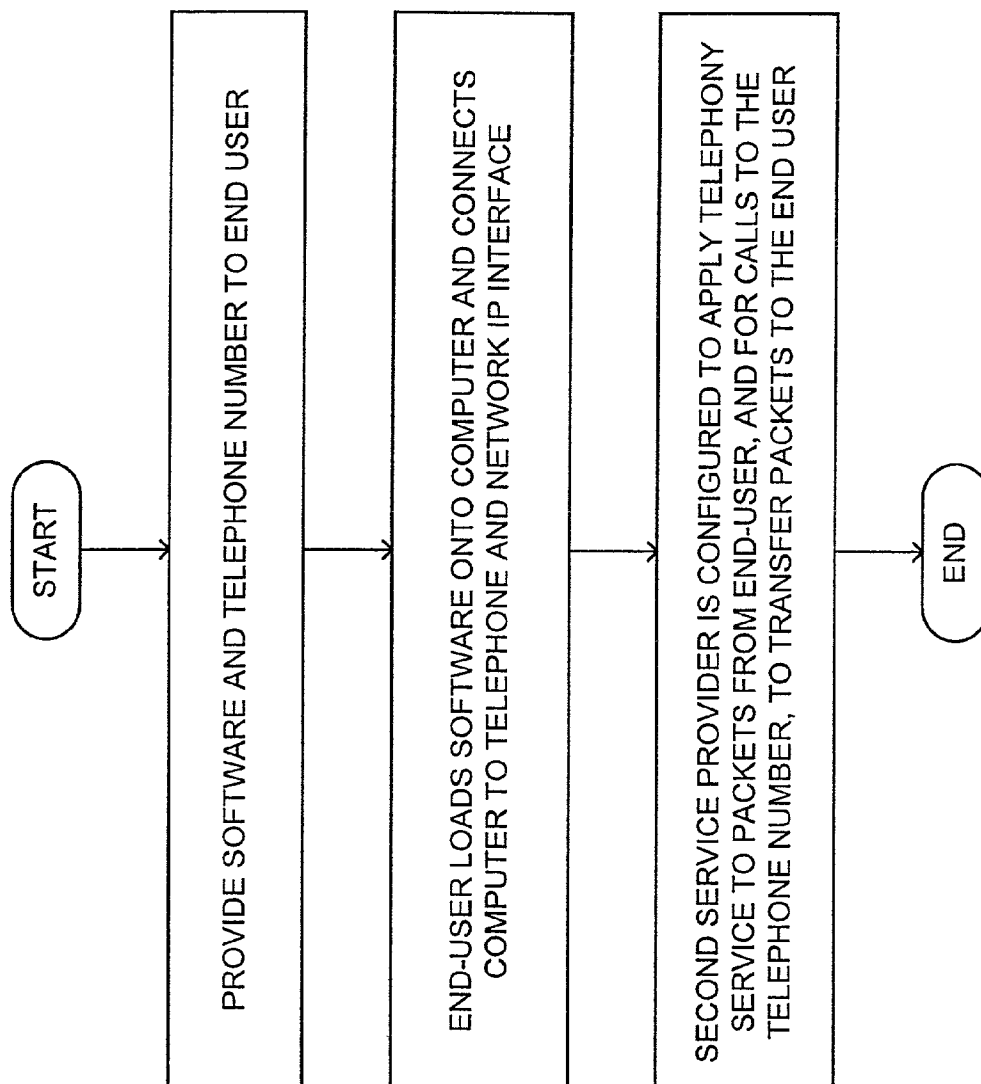 START
PROVIDE SOFTWARE AND TELEPHONE NUMBER TO END USER
END-USER LOADS SOFTWARE ONTO COMPUTER AND CONNECTS
COMPUTER TO TELEPHONE AND NETWORK IP INTERFACE
SECOND SERVICE PROVIDER IS CONFIGURED TO APPLY TELEPHONY
SERVICE TO PACKETS FROM END-USER, AND FOR CALLS TO THE
TELEPHONE NUMBER, TO TRANSFER PACKETS TO THE END USER
END